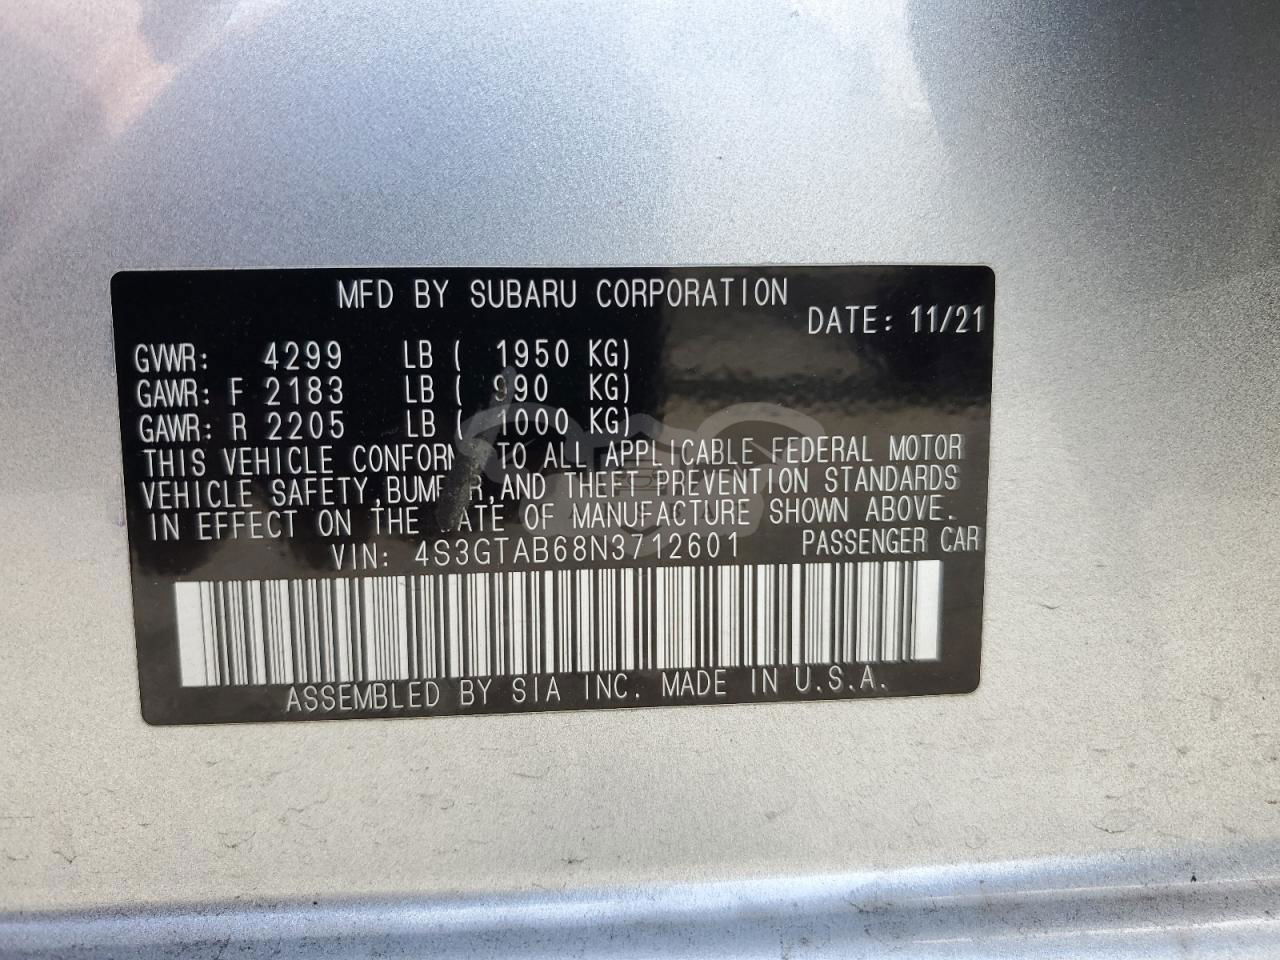 MFD BY SUBARU CORPORATION
DATE: 11/21
GVWR: 4299 LB ( 1950 KG)
GAWR: F 2183 LB ( 990 KG)
GAWR: R 2205 LB ( 1000 KG)
THIS VEHICLE CONFORM TO ALL APPLICABLE FEDERAL MOTOR
VEHICLE SAFETY, BUMPER, AND THEFT PREVENTION STANDARDS
IN EFFECT ON THE DATE OF MANUFACTURE SHOWN ABOVE.
VIN: 4S3GTAB68N3712601 PASSENGER CAR
ASSEMBLED BY SIA INC. MADE IN U.S.A.